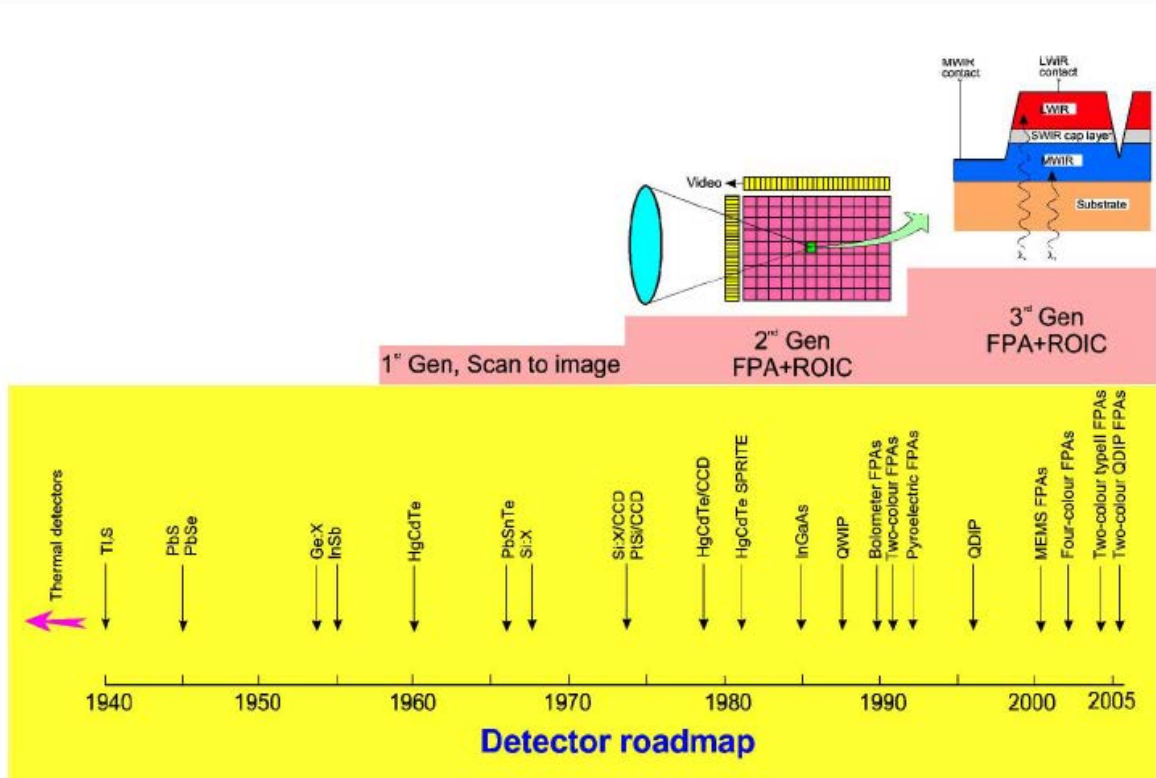 MWIR contact
LWIR contact
LWIR
SWIR cap layer
MWIR
Substrate
Video
1st Gen, Scan to image
2nd Gen
FPA+ROIC
3rd Gen
FPA+ROIC
Thermal detectors
Tl,S
PbS
PbSe
Ge:X
InSb
HgCdTe
PbSnTe
Si:X
Si:X/CCD
PtSi/CCD
HgCdTe/CCD
HgCdTe SPRITE
InGaAs
QWIP
Bolometer FPAs
Two-colour FPAs
Pyroelectric FPAs
QDIP
MEMS FPAs
Four-colour FPAs
Two-colour typeII FPAs
Two-colour QDIP FPAs
1940
1950
1960
1970
1980
1990
2000
2005
Detector roadmap